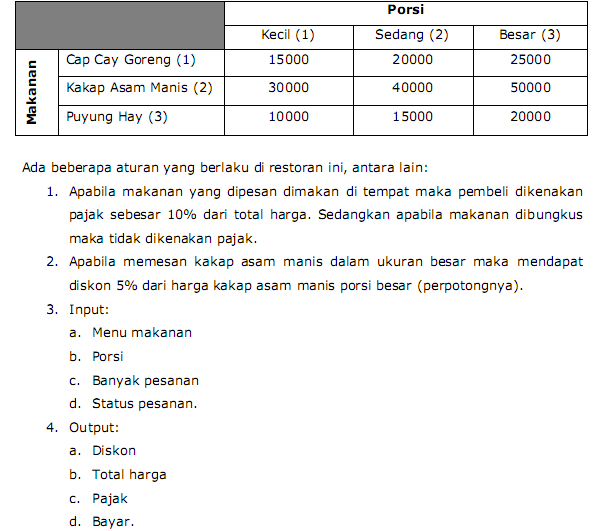 Porsi
Kecil (1) Sedang (2) Besar (3)
Makanan
Cap Cay Goreng (1) 15000 20000 25000
Kakap Asam Manis (2) 30000 40000 50000
Puyung Hay (3) 10000 15000 20000
Ada beberapa aturan yang berlaku di restoran ini, antara lain:
1. Apabila makanan yang dipesan dimakan di tempat maka pembeli dikenakan
pajak sebesar 10% dari total harga. Sedangkan apabila makanan dibungkus
maka tidak dikenakan pajak.
2. Apabila memesan kakap asam manis dalam ukuran besar maka mendapat
diskon 5% dari harga kakap asam manis porsi besar (perpotongnya).
3. Input:
a. Menu makanan
b. Porsi
c. Banyak pesanan
d. Status pesanan.
4. Output:
a. Diskon
b. Total harga
c. Pajak
d. Bayar.